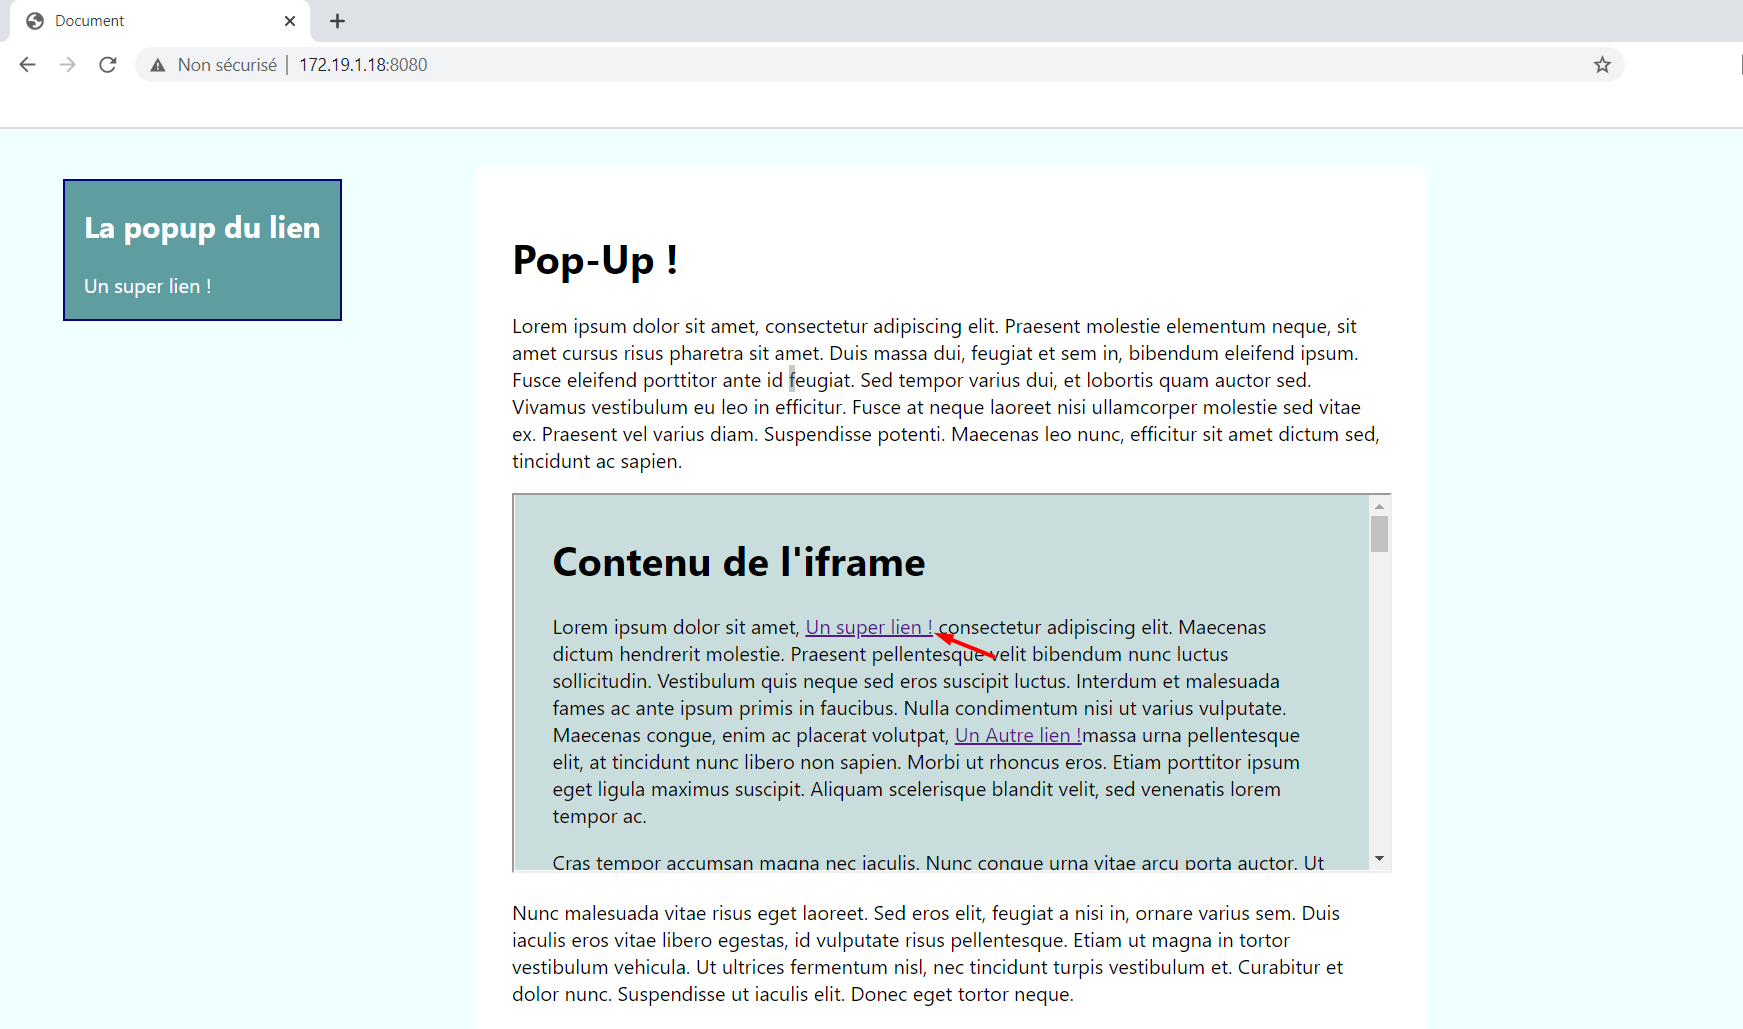 Document
Non sécurisé | 172.19.1.18:8080
La popup du lien
Un super lien !
Pop-Up !
Lorem ipsum dolor sit amet, consectetur adipiscing elit. Praesent molestie elementum neque, sit
amet cursus risus pharetra sit amet. Duis massa dui, feugiat et sem in, bibendum eleifend ipsum.
Fusce eleifend porttitor ante id feugiat. Sed tempor varius dui, et lobortis quam auctor sed.
Vivamus vestibulum eu leo in efficitur. Fusce at neque laoreet nisi ullamcorper molestie sed vitae
ex. Praesent vel varius diam. Suspendisse potenti. Maecenas leo nunc, efficitur sit amet dictum sed,
tincidunt ac sapien.
Contenu de l'iframe
Lorem ipsum dolor sit amet, Un super lien ! consectetur adipiscing elit. Maecenas
dictum hendrerit molestie. Praesent pellentesque velit bibendum nunc luctus
sollicitudin. Vestibulum quis neque sed eros suscipit luctus. Interdum et malesuada
fames ac ante ipsum primis in faucibus. Nulla condimentum nisi ut varius vulputate.
Maecenas congue, enim ac placerat volutpat, Un Autre lien !massa urna pellentesque
elit, at tincidunt nunc libero non sapien. Morbi ut rhoncus eros. Etiam porttitor ipsum
eget ligula maximus suscipit. Aliquam scelerisque blandit velit, sed venenatis lorem
tempor ac.
Cras tempor accumsan magna nec iaculis. Nunc congue urna vitae arcu porta auctor. Ut
Nunc malesuada vitae risus eget laoreet. Sed eros elit, feugiat a nisi in, ornare varius sem. Duis
iaculis eros vitae libero egestas, id vulputate risus pellentesque. Etiam ut magna in tortor
vestibulum vehicula. Ut ultrices fermentum nisl, nec tincidunt turpis vestibulum et. Curabitur et
dolor nunc. Suspendisse ut iaculis elit. Donec eget tortor neque.